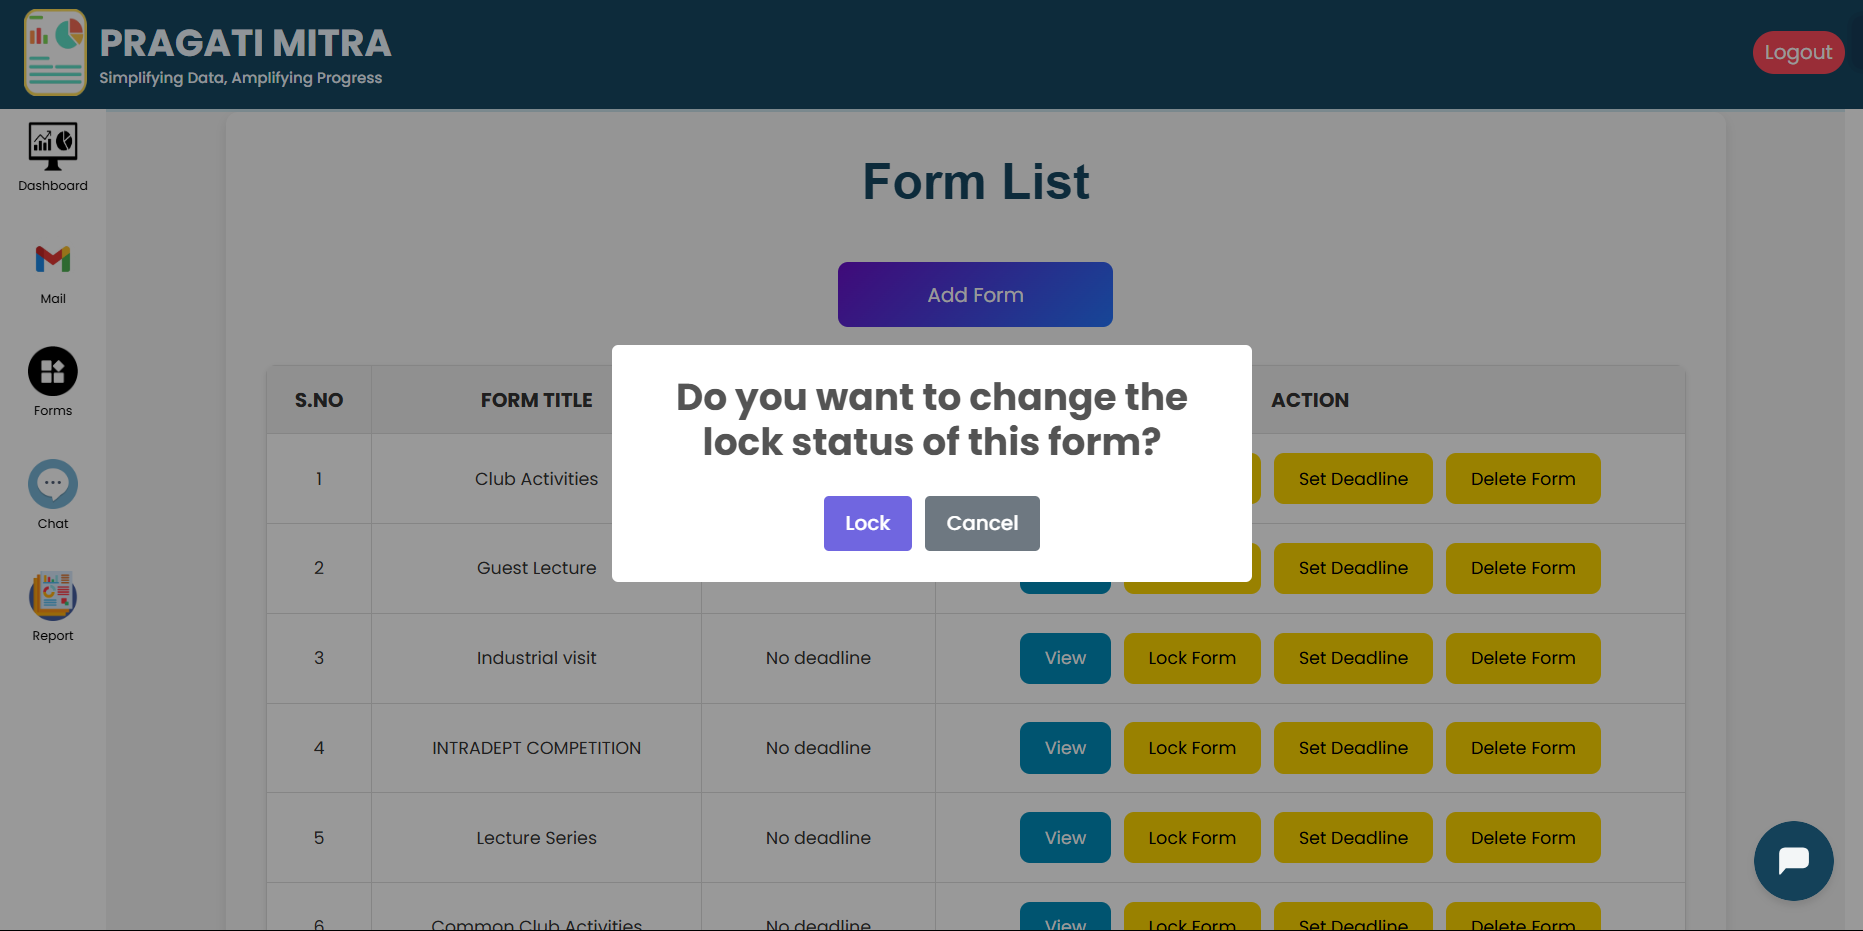 PRAGATI MITRA
Simplifying Data, Amplifying Progress
Logout
Dashboard
Mail
Forms
Chat
Report
Form List
Add Form
Do you want to change the
lock status of this form?
Lock Cancel
S.NO FORM TITLE ACTION
1 Club Activities Set Deadline Delete Form
2 Guest Lecture Set Deadline Delete Form
3 Industrial visit No deadline View Lock Form Set Deadline Delete Form
4 INTRADEPT COMPETITION No deadline View Lock Form Set Deadline Delete Form
5 Lecture Series No deadline View Lock Form Set Deadline Delete Form
6 Common Club Activities No deadline View Lock Form Set Deadline Delete Form